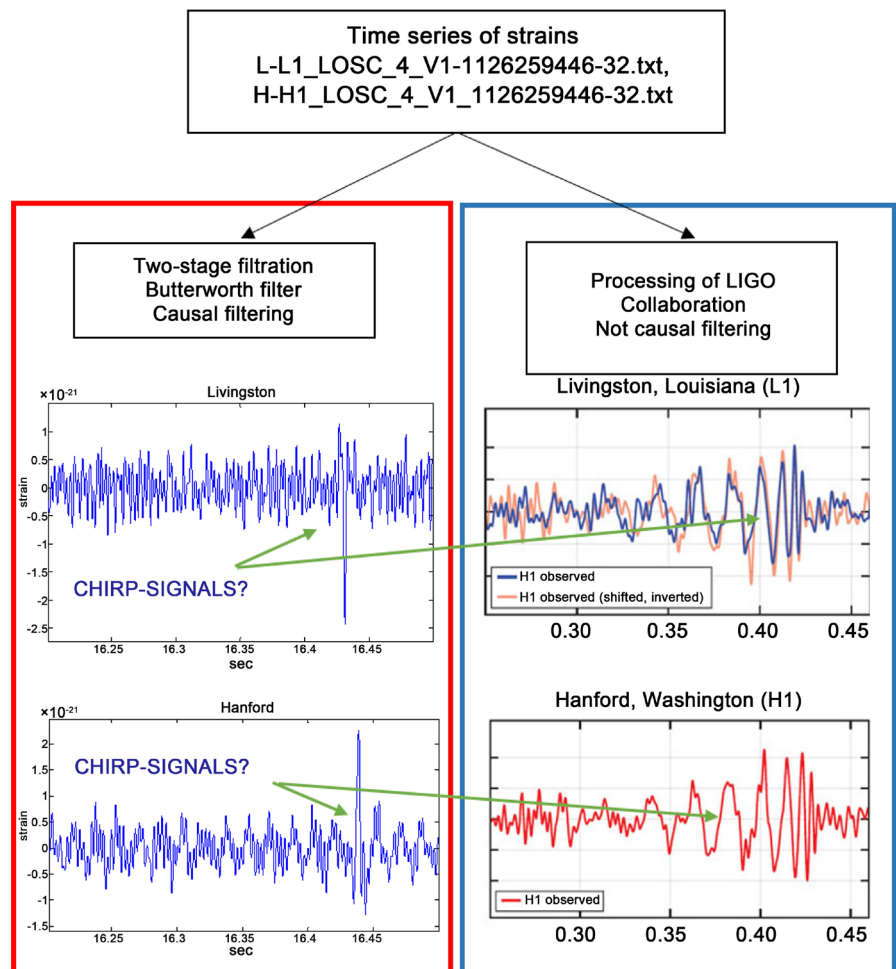 Time series of strains
L-L1_LOSC_4_V1-1126259446-32.txt,
H-H1_LOSC_4_V1_1126259446-32.txt
Two-stage filtration
Butterworth filter
Causal filtering
Processing of LIGO
Collaboration
Not causal filtering
×10⁻²¹
Livingston
1
0.5
0
-0.5
-1
-1.5
-2
-2.5
strain
CHIRP-SIGNALS?
16.25 16.3 16.35 16.4 16.45
sec
Livingston, Louisiana (L1)
H1 observed
H1 observed (shifted, inverted)
0.30 0.35 0.40 0.45
×10⁻²¹
Hanford
2
1.5
1
0.5
0
-0.5
-1
-1.5
strain
CHIRP-SIGNALS?
16.25 16.3 16.35 16.4 16.45
sec
Hanford, Washington (H1)
H1 observed
0.30 0.35 0.40 0.45